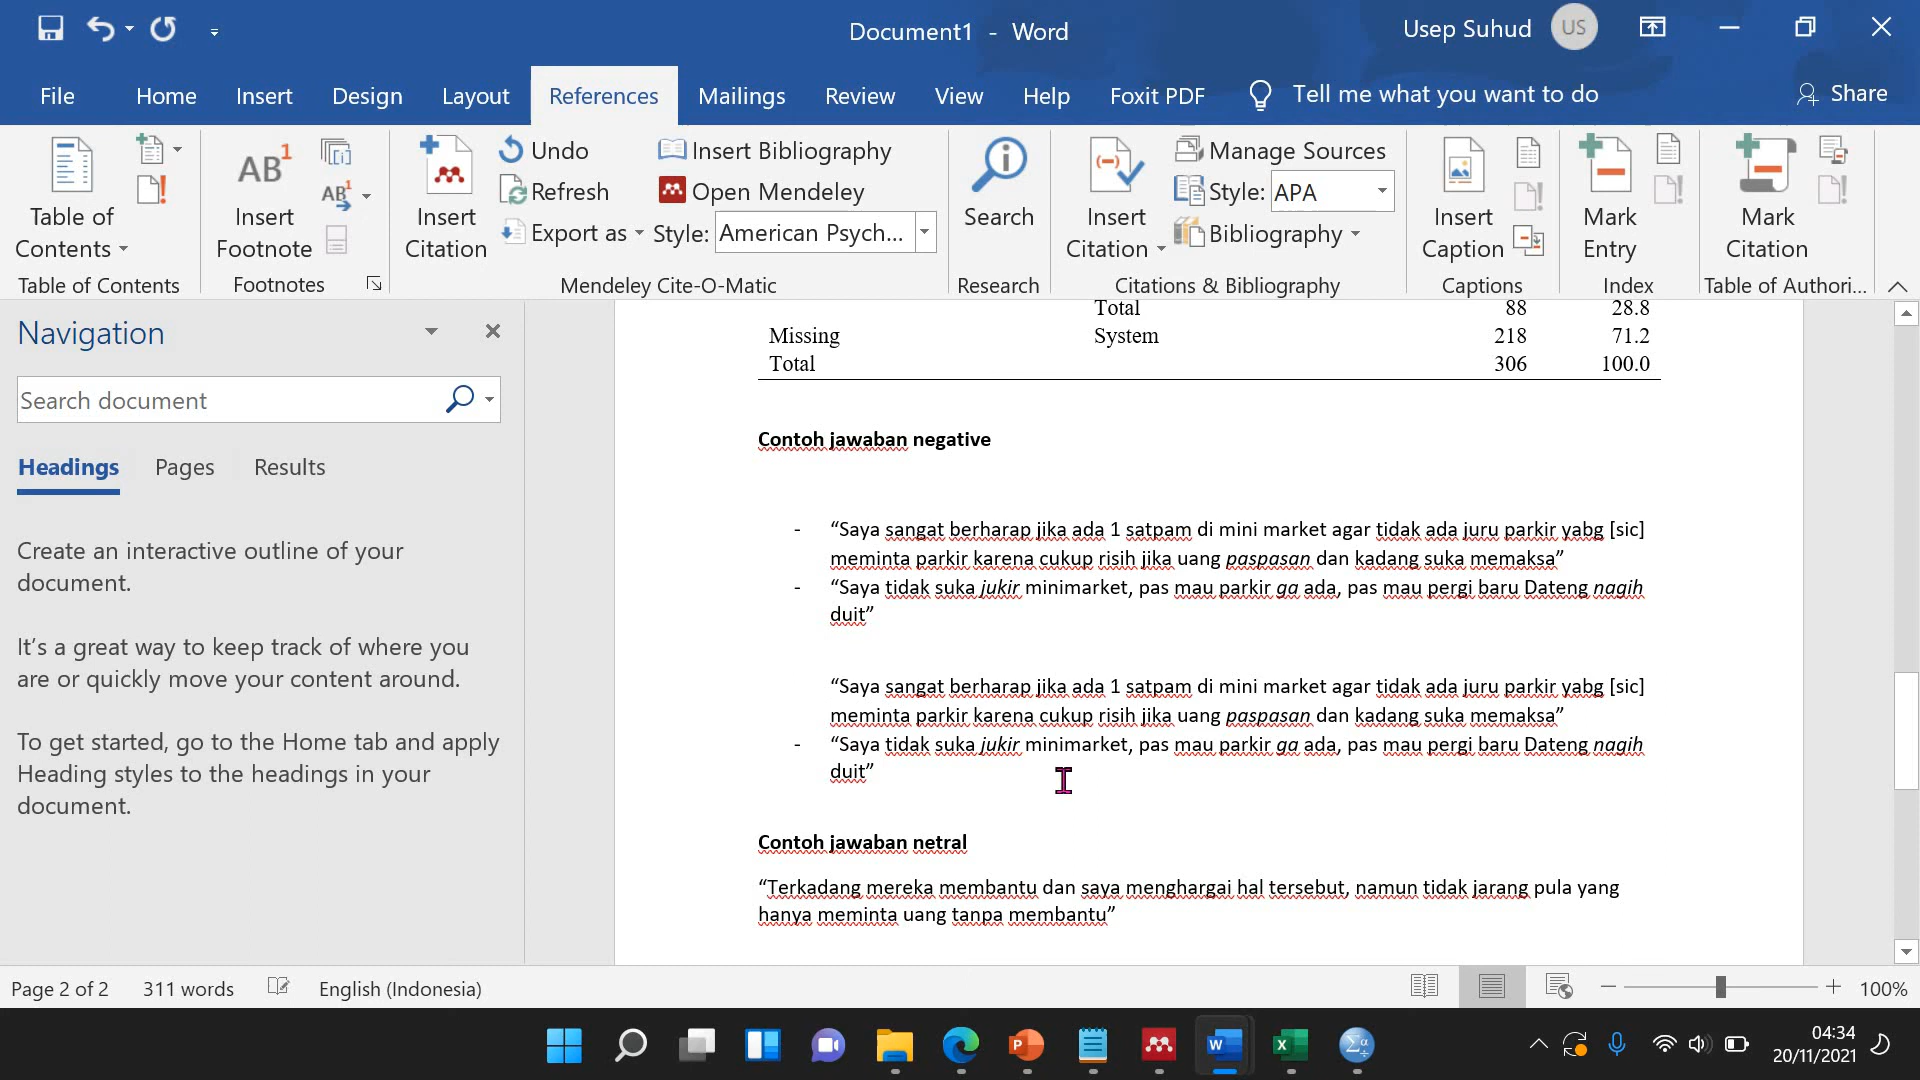 Document1 - Word
Usep Suhud
US
File
Home
Insert
Design
Layout
References
Mailings
Review
View
Help
Foxit PDF
Tell me what you want to do
Share
Table of
Contents
Table of Contents
AB1
Insert
Footnote
AB1
Footnotes
Insert
Citation
Undo
Refresh
Export as
Insert Bibliography
Open Mendeley
Style: American Psych...
Mendeley Cite-O-Matic
Search
Research
Insert
Citation
Manage Sources
Style: APA
Bibliography
Citations & Bibliography
Insert
Caption
Captions
Mark
Entry
Index
Mark
Citation
Table of Authori...
Navigation
Search document
Headings
Pages
Results
Create an interactive outline of your
document.
It’s a great way to keep track of where you
are or quickly move your content around.
To get started, go to the Home tab and apply
Heading styles to the headings in your
document.
Total 88 28.8
Missing System 218 71.2
Total 306 100.0
Contoh jawaban negative
- “Saya sangat berharap jika ada 1 satpam di mini market agar tidak ada juru parkir yabg [sic]
meminta parkir karena cukup risih jika uang paspasan dan kadang suka memaksa”
- “Saya tidak suka jukir minimarket, pas mau parkir ga ada, pas mau pergi baru Dateng nagih
duit”
“Saya sangat berharap jika ada 1 satpam di mini market agar tidak ada juru parkir yabg [sic]
meminta parkir karena cukup risih jika uang paspasan dan kadang suka memaksa”
- “Saya tidak suka jukir minimarket, pas mau parkir ga ada, pas mau pergi baru Dateng nagih
duit”
Contoh jawaban netral
“Terkadang mereka membantu dan saya menghargai hal tersebut, namun tidak jarang pula yang
hanya meminta uang tanpa membantu”
Page 2 of 2
311 words
English (Indonesia)
100%
04:34
20/11/2021